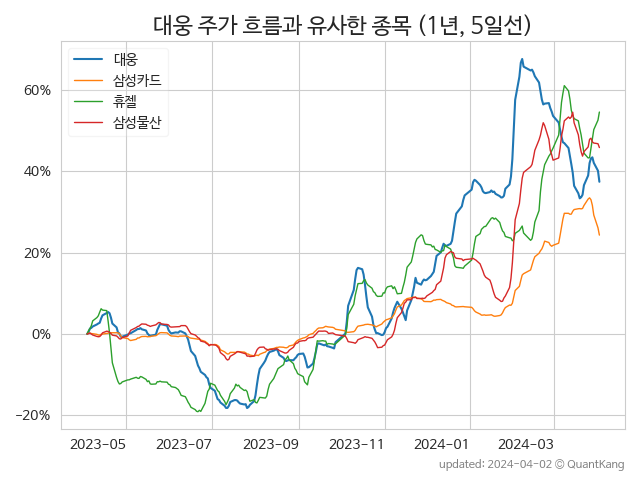 대웅 주가 흐름과 유사한 종목 (1년, 5일선)
대웅
삼성카드
휴젤
삼성물산
60%
40%
20%
0%
−20%
2023-05 2023-07 2023-09 2023-11 2024-01 2024-03
updated: 2024-04-02 © QuantKang